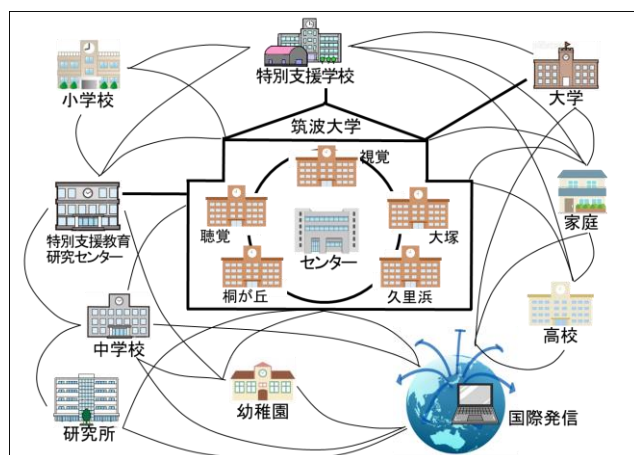 特別支援学校
小学校
大学
筑波大学
視覚
聴覚
センター
大塚
桐が丘
久里浜
特別支援教育
研究センター
家庭
中学校
高校
幼稚園
研究所
国際発信